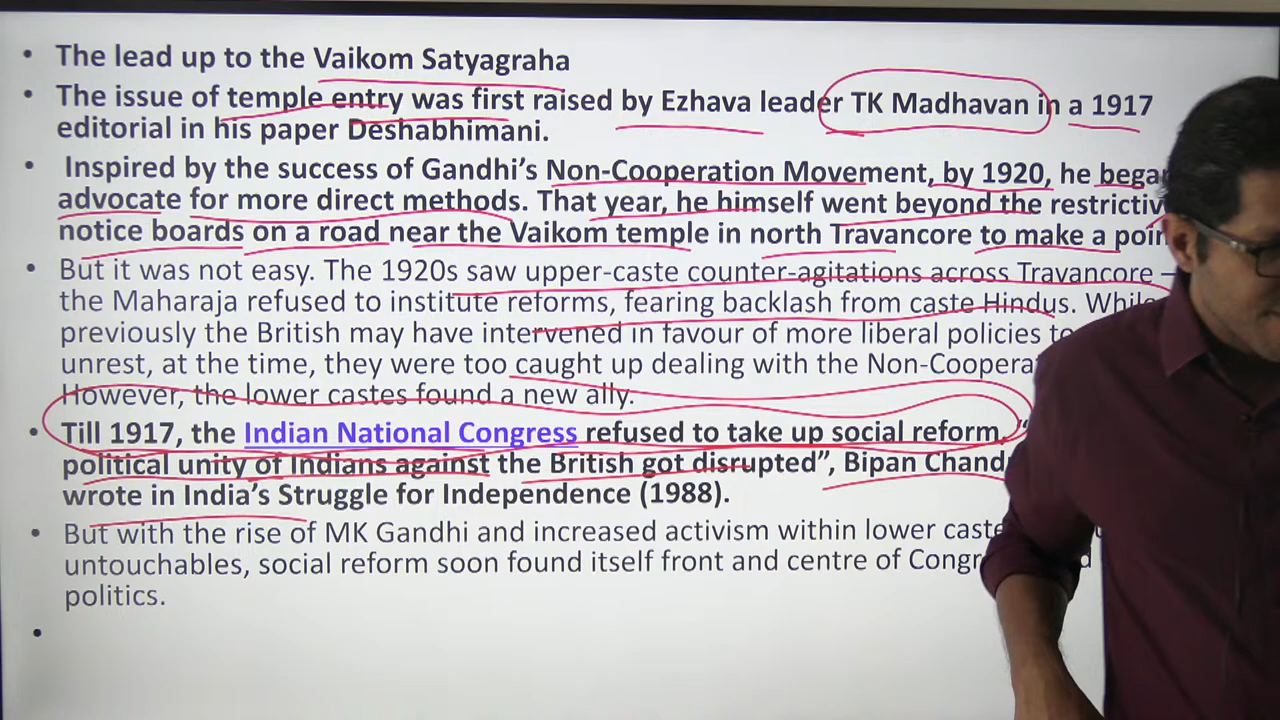 • The lead up to the Vaikom Satyagraha
• The issue of temple entry was first raised by Ezhava leader TK Madhavan in a 1917
editorial in his paper Deshabhimani.
• Inspired by the success of Gandhi’s Non-Cooperation Movement, by 1920, he
advocate for more direct methods. That year, he himself went beyond the
notice boards on a road near the Vaikom temple in north Travancore to make a
• But it was not easy. The 1920s saw upper-caste counter-agitations across Travancore –
the Maharaja refused to institute reforms, fearing backlash from caste Hindus.
previously the British may have intervened in favour of more liberal policies
unrest, at the time, they were too caught up dealing with the
However, the lower castes found a new ally.
• Till 1917, the Indian National Congress refused to take up social reform,
political unity of Indians against the British got disrupted”, Bipan
wrote in India’s Struggle for Independence (1988).
• But with the rise of MK Gandhi and increased activism within lower
untouchables, social reform soon found itself front and centre of
politics.
•